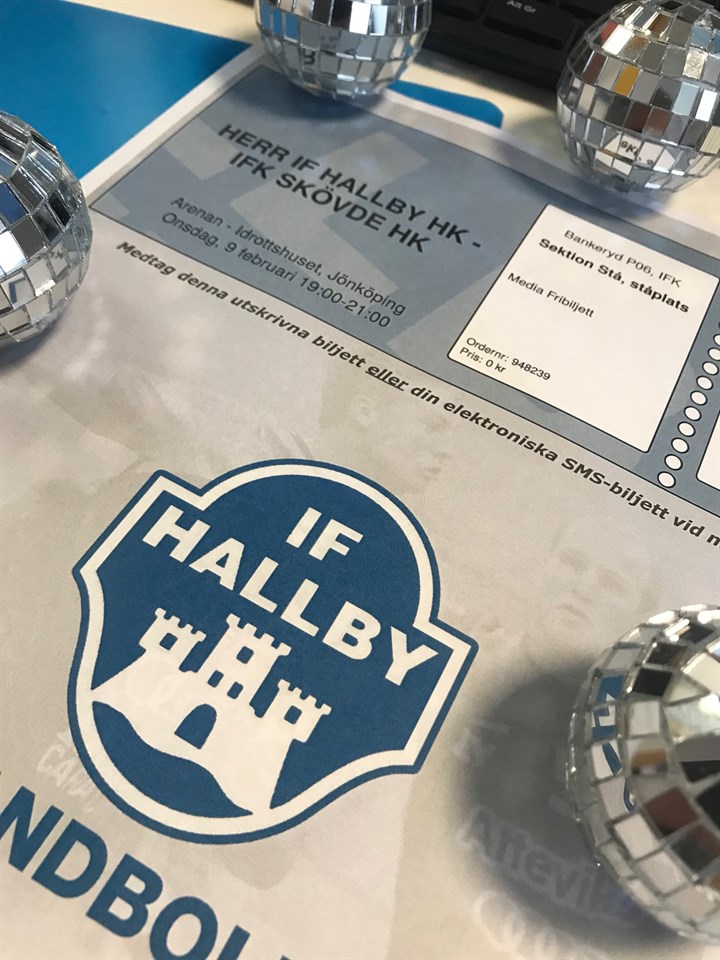 Alt Gr
HERR IF HALLBY HK -
IFK SKÖVDE HK
Arenan - Idrottshuset, Jönköping
Onsdag, 9 februari 19:00-21:00
Bankeryd P06, IFK
Sektion Stå, ståplats
Media Fribiljett
Ordernr: 948239
Pris: 0 kr
Medtag denna utskrivna biljett eller din elektroniska SMS-biljett vid
IF
HALLBY
NDBOL